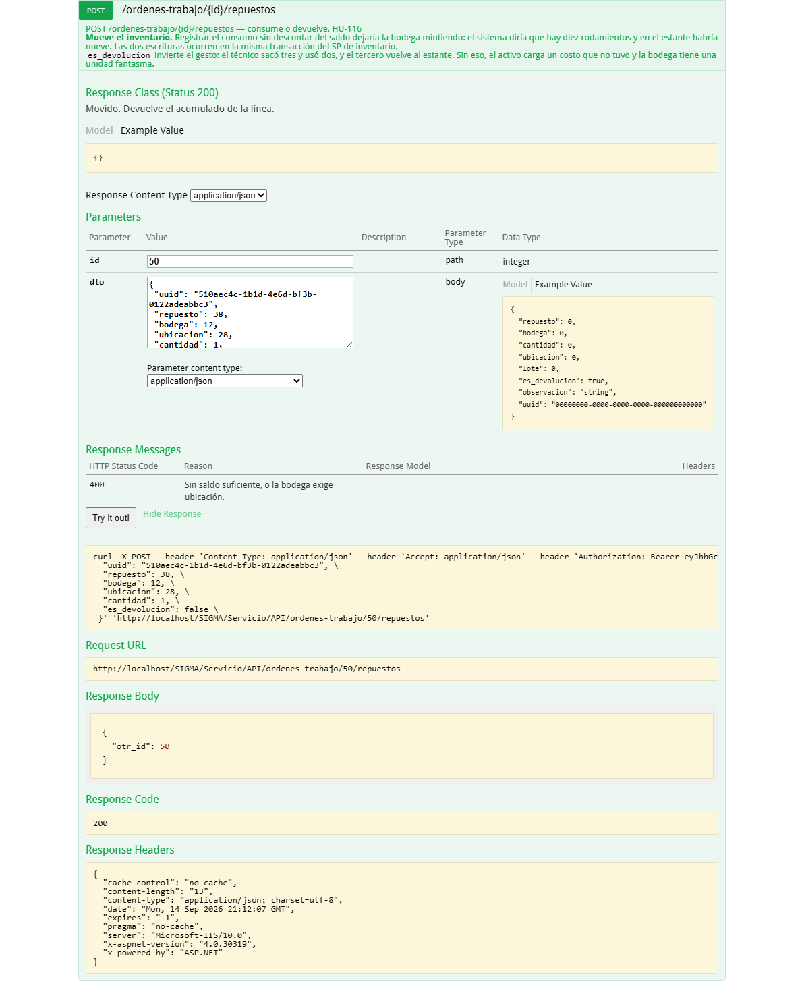 POST /ordenes-trabajo/{id}/repuestos
POST /ordenes-trabajo/{id}/repuestos — consume o devuelve. HU-116
Mueve el inventario. Registrar el consumo sin descontar del saldo dejaría la bodega mintiendo: el sistema diría que hay diez rodamientos y en el estante habría
nueve. Las dos escrituras ocurren en la misma transacción del SP de inventario.
es_devolucion invierte el gesto: el técnico sacó tres y usó dos, y el tercero vuelve al estante. Sin eso, el activo carga un costo que no tuvo y la bodega tiene una
unidad fantasma.
Response Class (Status 200)
Movido. Devuelve el acumulado de la línea.
Model Example Value
{}
Response Content Type application/json
Parameters
Parameter Value Description Parameter Type Data Type
id 50 path integer
dto body
{
"uuid": "510aec4c-1b1d-4e6d-bf3b-
0122adeabbc3",
"repuesto": 38,
"bodega": 12,
"ubicacion": 28,
"cantidad": 1,
Parameter content type:
application/json
Model Example Value
{
"repuesto": 0,
"bodega": 0,
"cantidad": 0,
"ubicacion": 0,
"lote": 0,
"es_devolucion": true,
"observacion": "string",
"uuid": "00000000-0000-0000-0000-000000000000"
}
Response Messages
HTTP Status Code Reason Response Model Headers
400 Sin saldo suficiente, o la bodega exige
ubicación.
Try it out! Hide Response
curl -X POST --header 'Content-Type: application/json' --header 'Accept: application/json' --header 'Authorization: Bearer eyJhbGc
"uuid": "510aec4c-1b1d-4e6d-bf3b-0122adeabbc3", \
"repuesto": 38, \
"bodega": 12, \
"ubicacion": 28, \
"cantidad": 1, \
"es_devolucion": false \
}' 'http://localhost/SIGMA/Servicio/API/ordenes-trabajo/50/repuestos'
Request URL
http://localhost/SIGMA/Servicio/API/ordenes-trabajo/50/repuestos
Response Body
{
"otr_id": 50
}
Response Code
200
Response Headers
{
"cache-control": "no-cache",
"content-length": "13",
"content-type": "application/json; charset=utf-8",
"date": "Mon, 14 Sep 2026 21:12:07 GMT",
"expires": "-1",
"pragma": "no-cache",
"server": "Microsoft-IIS/10.0",
"x-aspnet-version": "4.0.30319",
"x-powered-by": "ASP.NET"
}